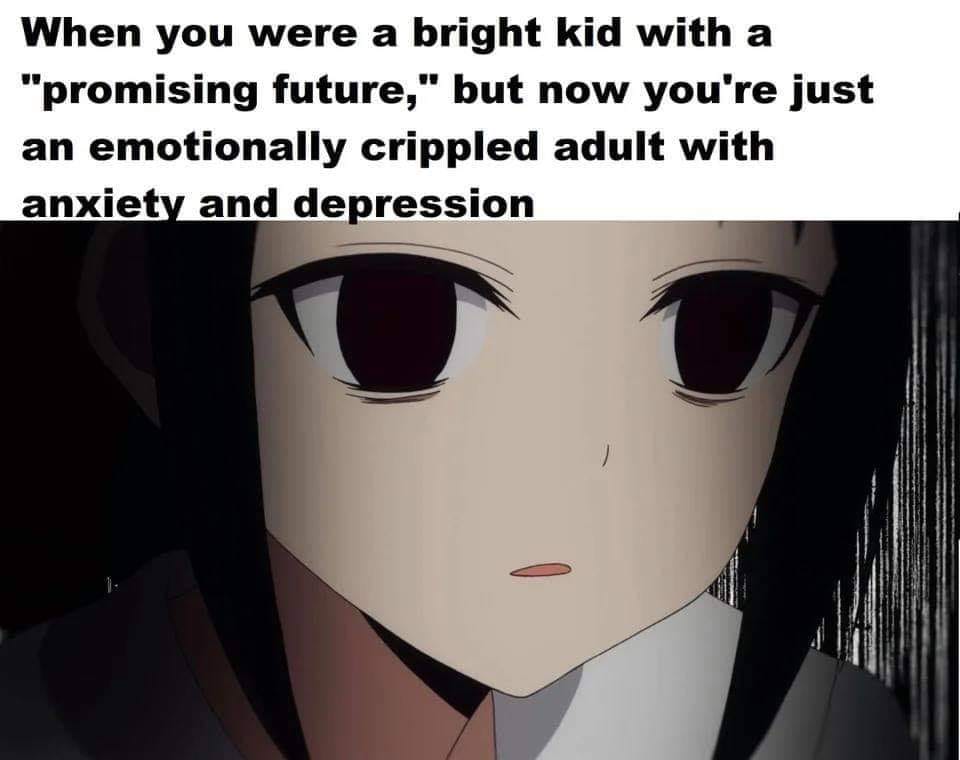 When you were a bright kid with a
"promising future," but now you're just
an emotionally crippled adult with
anxiety and depression